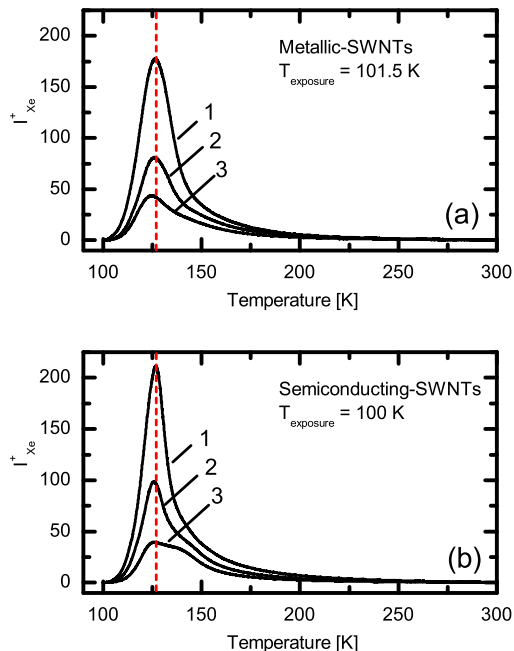 200
150
100
50
0
I⁺Xe
Metallic-SWNTs
Texposure = 101.5 K
1
2
3
(a)
100 150 200 250 300
Temperature [K]
200
150
100
50
0
I⁺Xe
Semiconducting-SWNTs
Texposure = 100 K
1
2
3
(b)
100 150 200 250 300
Temperature [K]